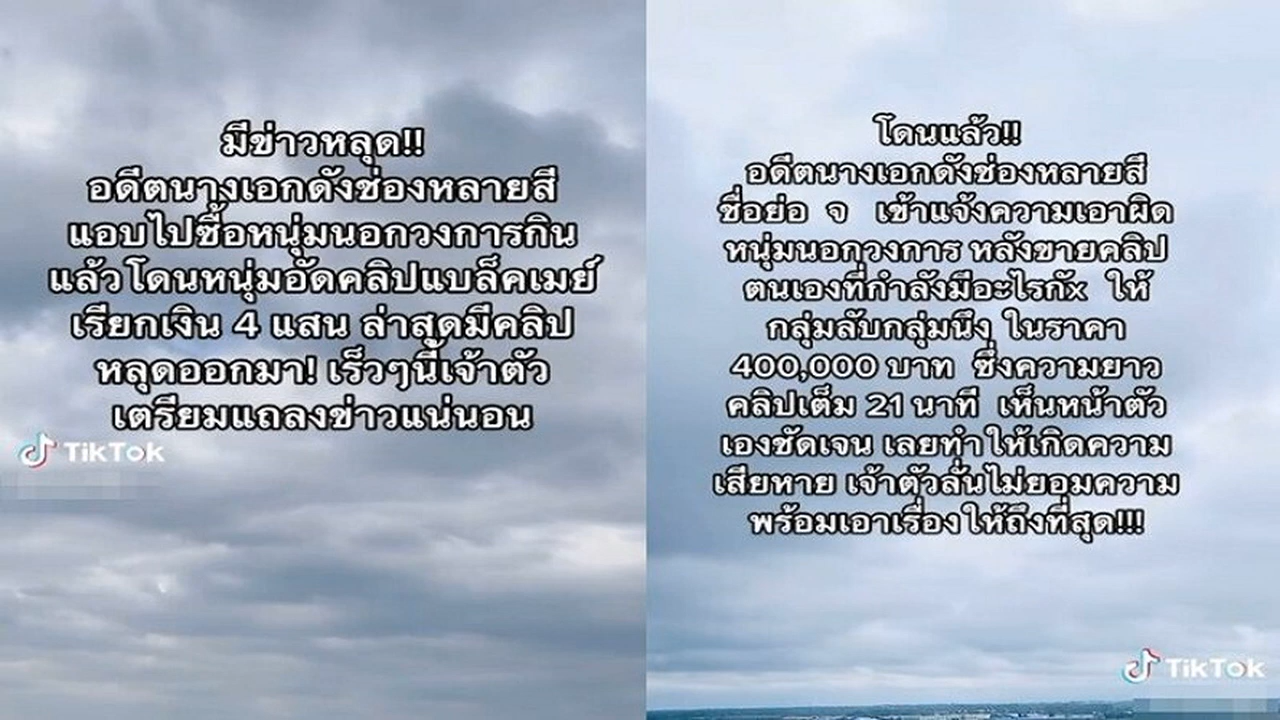 มีข่าวหลุด!!
อดีตนางเอกดังช่องหลายสี
แอบไปซื้อหนุ่มนอกวงการกิน
แล้วโดนหนุ่มอัดคลิปแบล็คเมย์
เรียกเงิน 4 แสน ล่าสุดมีคลิป
หลุดออกมา! เร็วๆนี้เจ้าตัว
เตรียมแถลงข่าวแน่นอน
TikTok
โดนแล้ว!!
อดีตนางเอกดังช่องหลายสี
ชื่อย่อ จ เข้าแจ้งความเอาผิด
หนุ่มนอกวงการ หลังขายคลิป
ตนเองที่กำลังมีอะไรกัx ให้
กลุ่มลับกลุ่มนึง ในราคา
400,000 บาท ซึ่งความยาว
คลิปเต็ม 21 นาที เห็นหน้าตัว
เองชัดเจน เลยทำให้เกิดความ
เสียหาย เจ้าตัวลั่นไม่ยอมความ
พร้อมเอาเรื่องให้ถึงที่สุด!!!
TikTok